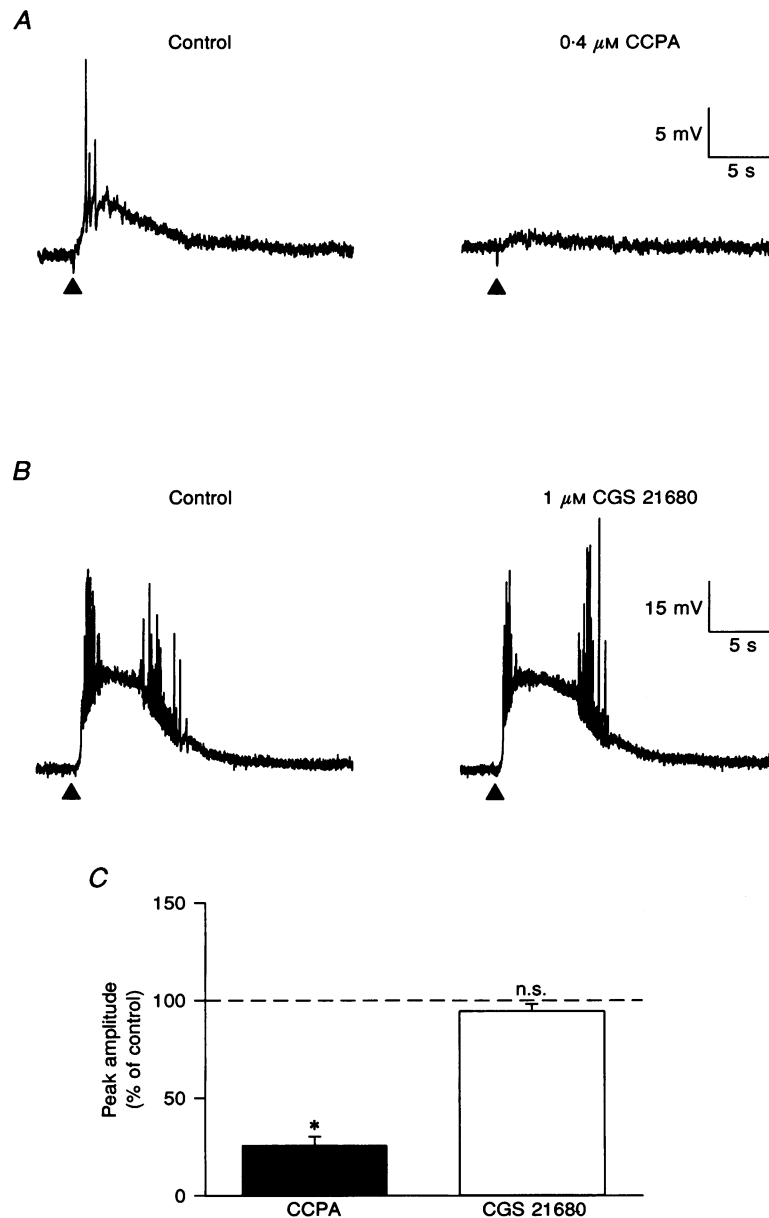 A
Control
0·4 μM CCPA
5 mV
5 s
B
Control
1 μM CGS 21680
15 mV
5 s
C
Peak amplitude
(% of control)
150
100
50
0
n.s.
*
CCPA
CGS 21680